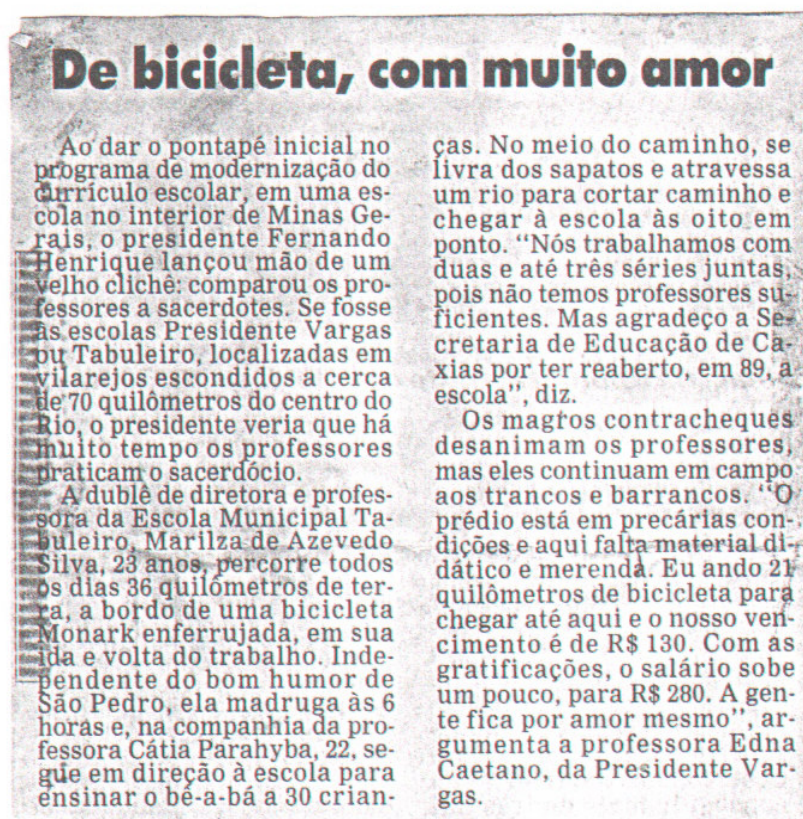 De bicicleta, com muito amor
Ao dar o pontapé inicial no
programa de modernização do
currículo escolar, em uma es-
cola no interior de Minas Ge-
rais, o presidente Fernando
Henrique lançou mão de um
velho clichê: comparou os pro-
fessores a sacerdotes. Se fosse
às escolas Presidente Vargas
ou Tabuleiro, localizadas em
vilarejos escondidos a cerca
de 70 quilômetros do centro do
Rio, o presidente veria que há
muito tempo os professores
praticam o sacerdócio.
A dublê de diretora e profes-
sora da Escola Municipal Ta-
buleiro, Marilza de Azevedo
Silva, 23 anos, percorre todos
os dias 36 quilômetros de ter-
ra, a bordo de uma bicicleta
Monark enferrujada, em sua
ida e volta do trabalho. Inde-
pendente do bom humor de
São Pedro, ela madruga às 6
horas e, na companhia da pro-
fessora Cátia Parahyba, 22, se-
gue em direção à escola para
ensinar o bê-a-bá a 30 crian-
ças. No meio do caminho, se
livra dos sapatos e atravessa
um rio para cortar caminho e
chegar à escola às oito em
ponto. “Nós trabalhamos com
duas e até três séries juntas,
pois não temos professores su-
ficientes. Mas agradeço a Se-
cretaria de Educação de Ca-
xias por ter reaberto, em 89, a
escola”, diz.
Os magros contracheques
desanimam os professores,
mas eles continuam em campo
aos trancos e barrancos. “O
prédio está em precárias con-
dições e aqui falta material di-
dático e merenda. Eu ando 21
quilômetros de bicicleta para
chegar até aqui e o nosso ven-
cimento é de R$ 130. Com as
gratificações, o salário sobe
um pouco, para R$ 280. A gen-
te fica por amor mesmo”, ar-
gumenta a professora Edna
Caetano, da Presidente Var-
gas.